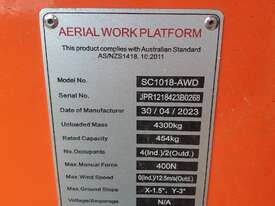 AERIAL WORK PLATFORM
This product complies with Australian Standard
AS/NZS1418. 10:2011
Model No. SC1018-AWD
Serial No. JPR1218423B0268
Date of Manufacturer 30 / 04 / 2023
Unloaded Mass 4300kg
Rated Capacity 454kg
No.Occupants 4(Ind.)/2(Outd.)
Max.Manual Force 400N
Max.Wind Speed 0(Ind.)/12.5m/s(Outd.)
Max.Ground Slope X-1.5°, Y-3°
Voltage/Amperage N/A